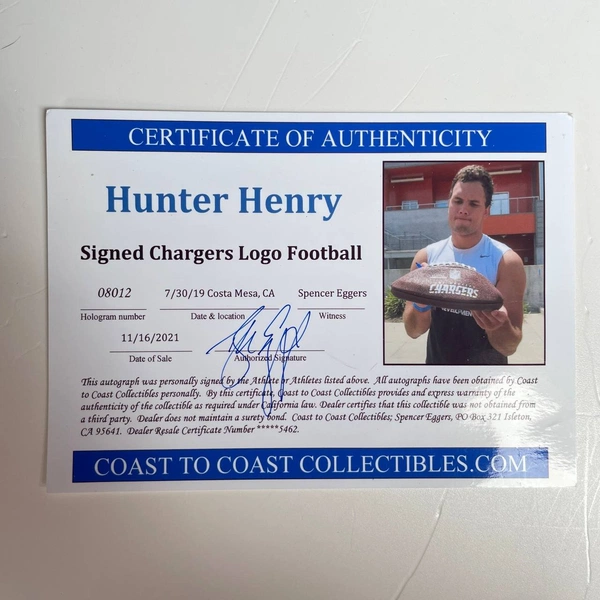 CERTIFICATE OF AUTHENTICITY
Hunter Henry
Signed Chargers Logo Football
08012 7/30/19 Costa Mesa, CA Spencer Eggers
Hologram number Date & location Witness
11/16/2021
Date of Sale Authorized Signature
This autograph was personally signed by the Athlete or Athletes listed above. All autographs have been obtained by Coast
to Coast Collectibles personally. By this certificate, Coast to Coast Collectibles provides and express warranty of the
authenticity of the collectible as required under California law. Dealer certifies that this collectible was not obtained from
a third party. Dealer does not maintain a surety bond. Coast to Coast Collectibles; Spencer Eggers, PO Box 321 Isleton,
CA 95641. Dealer Resale Certificate Number *****5462.
COAST TO COAST COLLECTIBLES.COM
CHARGERS